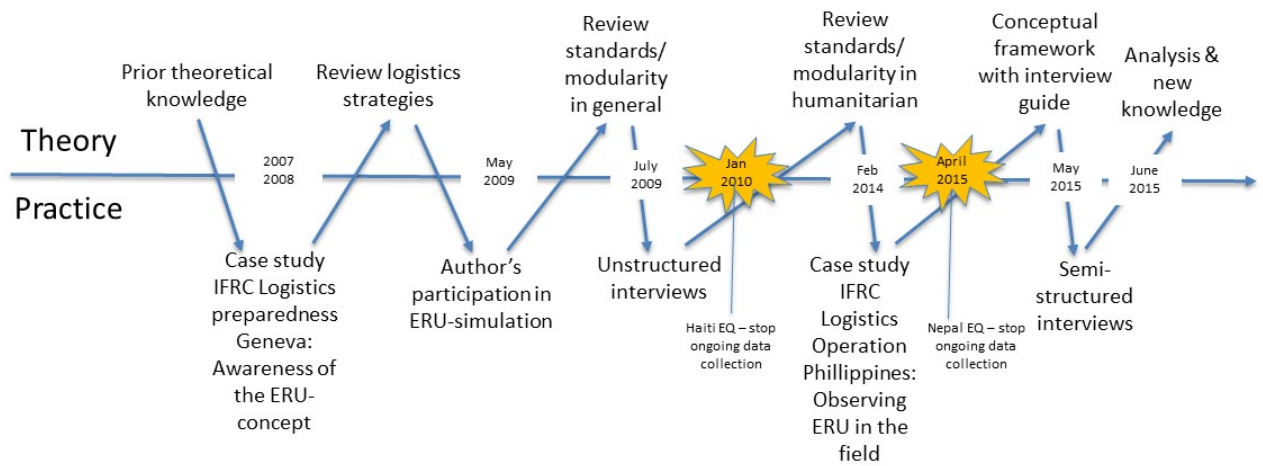 Prior theoretical
knowledge
Review logistics
strategies
Review
standards/
modularity
in general
Review
standards/
modularity in
humanitarian
Conceptual
framework
with interview
guide
Analysis &
new
knowledge
Theory
Practice
2007
2008
May
2009
July
2009
Jan
2010
Feb
2014
April
2015
May
2015
June
2015
Case study
IFRC Logistics
preparedness
Geneva:
Awareness of
the ERU-
concept
Author's
participation in
ERU-simulation
Unstructured
interviews
Haiti EQ – stop
ongoing data
collection
Case study
IFRC
Logistics
Operation
Phillippines:
Observing
ERU in the
field
Nepal EQ – stop
ongoing data
collection
Semi-
structured
interviews